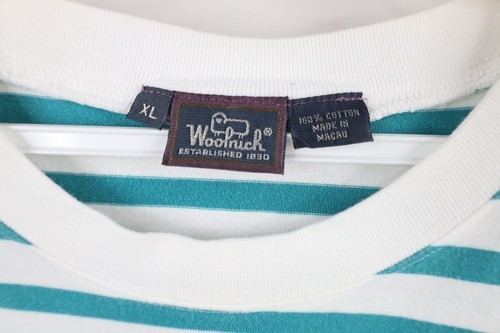 XL
Woolrich®
ESTABLISHED 1830
100% COTTON
MADE IN
MACAU